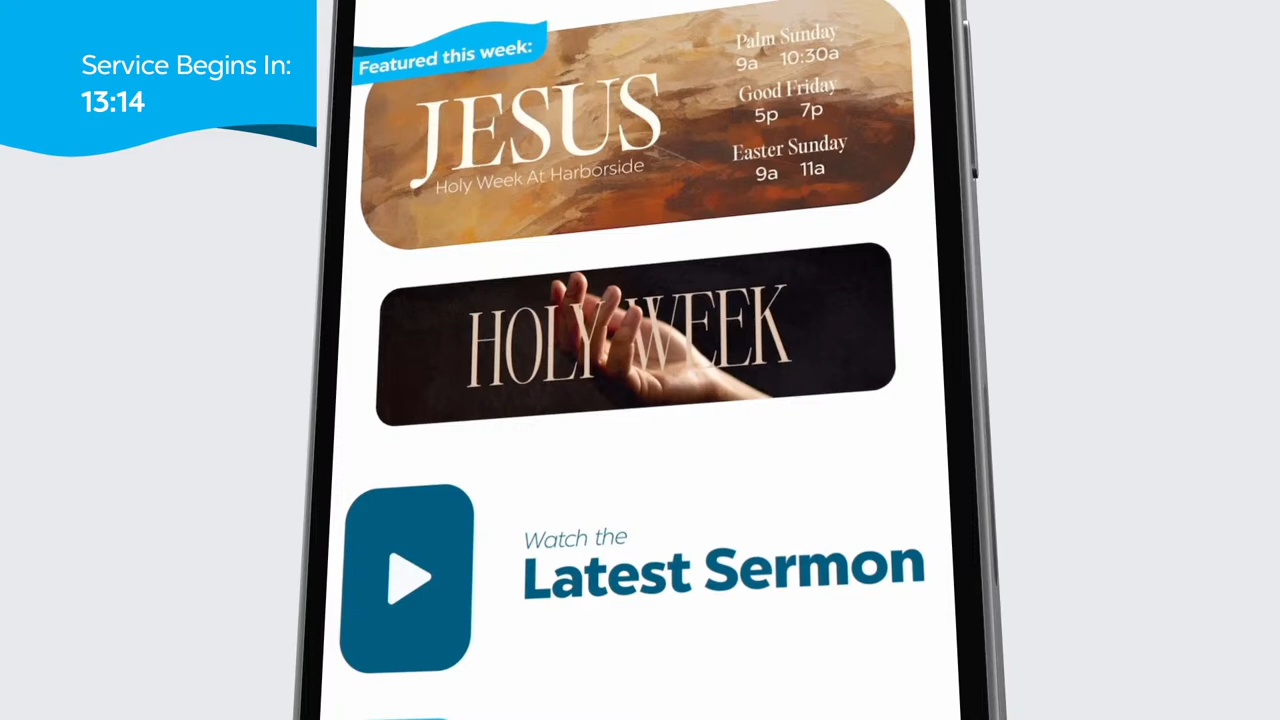 Service Begins In:
13:14
Featured this week:
JESUS
Holy Week At Harborside
Palm Sunday
9a 10:30a
Good Friday
5p 7p
Easter Sunday
9a 11a
HOLY WEEK
Watch the
Latest Sermon